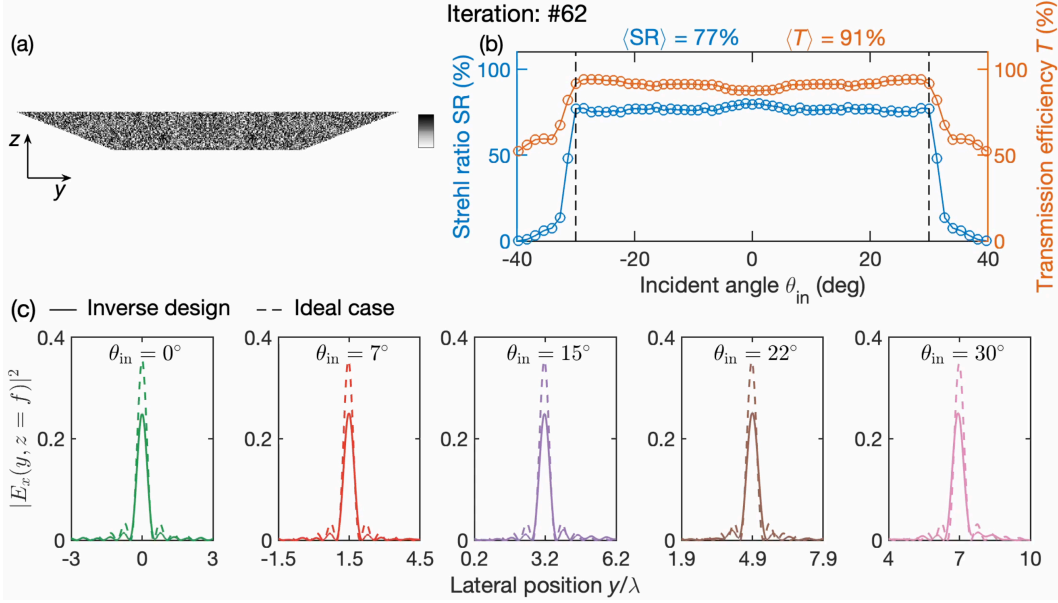 Iteration: #62
(a)
z
y
(b)
⟨SR⟩ = 77%
⟨T⟩ = 91%
Strehl ratio SR (%)
100
50
0
100
50
0
Transmission efficiency T (%)
-40 -20 0 20 40
Incident angle θin (deg)
(c) Inverse design Ideal case
|Ex(y, z = f)|²
0.4
0.2
0
θin = 0°
-3 0 3
θin = 7°
0.4
0.2
0
-1.5 1.5 4.5
θin = 15°
0.4
0.2
0
0.2 3.2 6.2
θin = 22°
0.4
0.2
0
1.9 4.9 7.9
θin = 30°
0.4
0.2
0
4 7 10
Lateral position y/λ